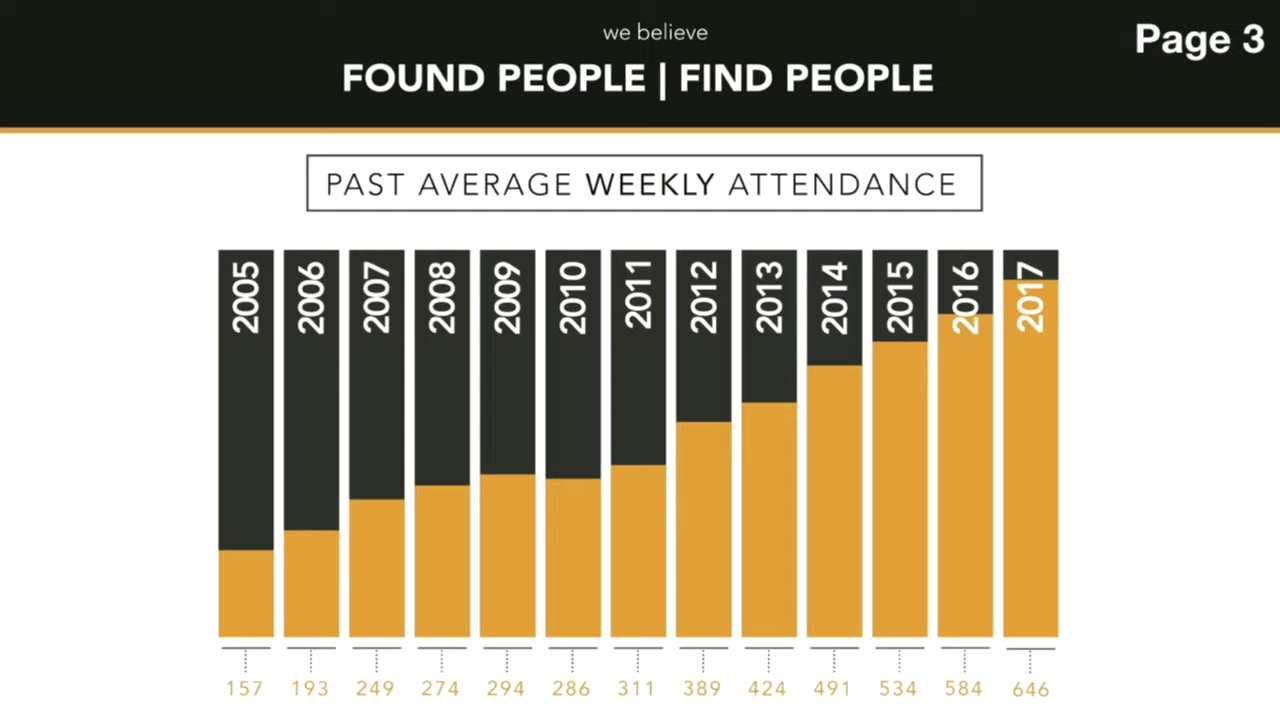 we believe
Page 3
FOUND PEOPLE | FIND PEOPLE
PAST AVERAGE WEEKLY ATTENDANCE
2005 2006 2007 2008 2009 2010 2011 2012 2013 2014 2015 2016 2017
157 193 249 274 294 286 311 389 424 491 534 584 646